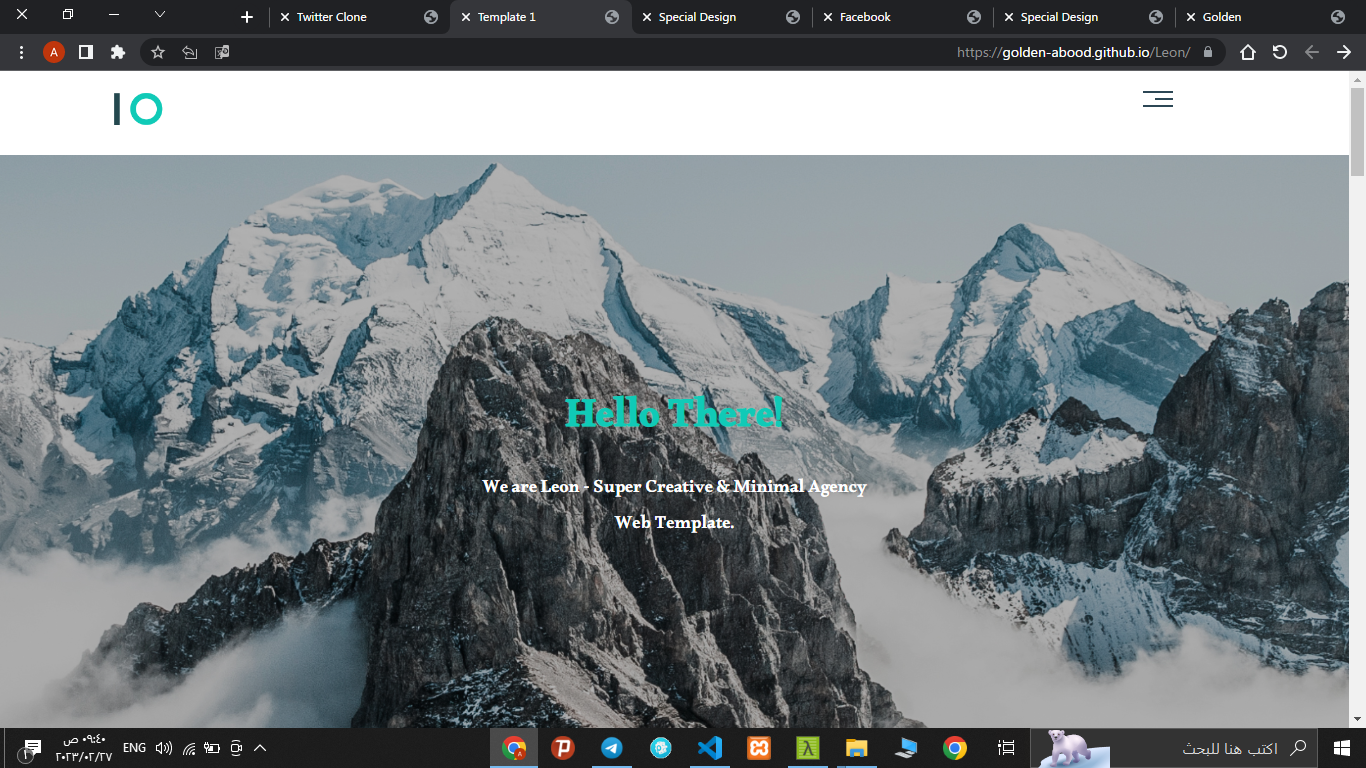 Twitter Clone
Template 1
Special Design
Facebook
Special Design
Golden
A
https://golden-abood.github.io/Leon/
IO
Hello There!
We are Leon - Super Creative & Minimal Agency
Web Template.
٠٩:٤٠ ص
ENG
٢٠٢٣/٠٢/٢٧
١
اكتب هنا للبحث